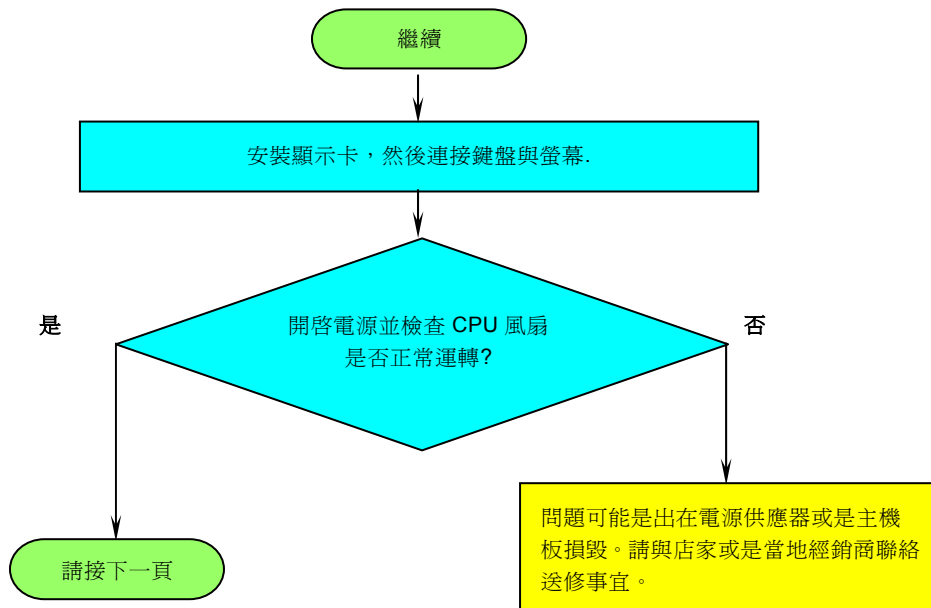 繼續
安裝顯示卡，然後連接鍵盤與螢幕.
是
開啓電源並檢查 CPU 風扇
是否正常運轉?
否
問題可能是出在電源供應器或是主機
板損毀。請與店家或是當地經銷商聯絡
送修事宜。
請接下一頁